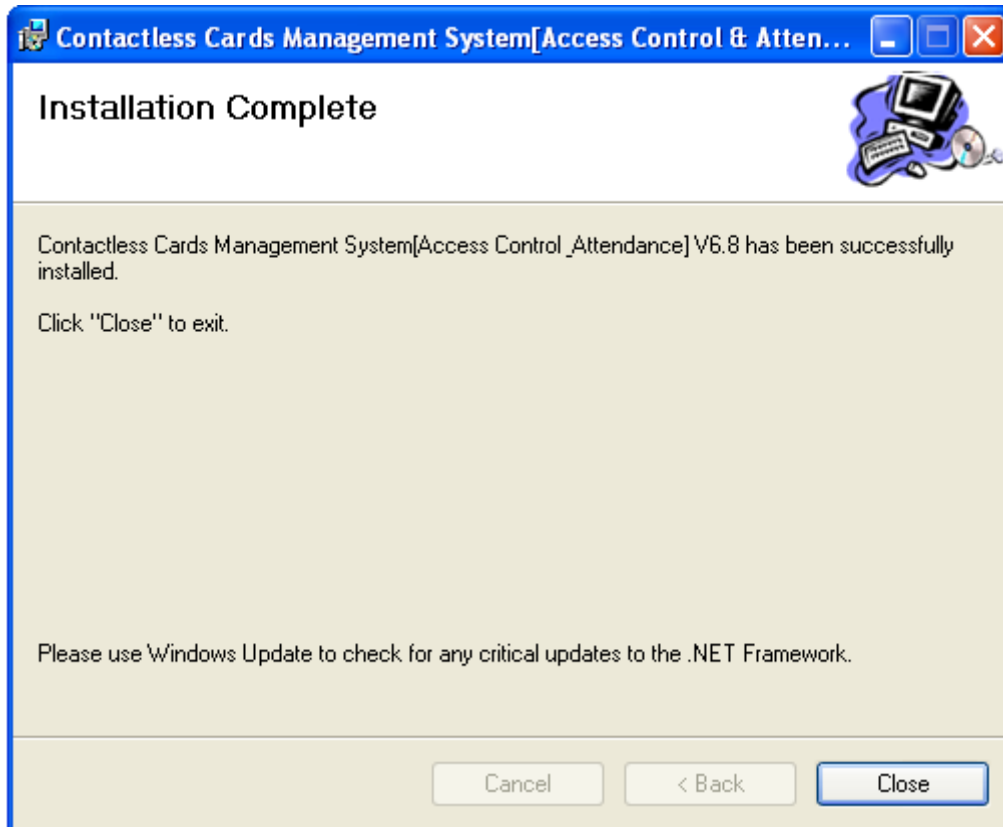 Contactless Cards Management System[Access Control & Atten...
Installation Complete
Contactless Cards Management System[Access Control _Attendance] V6.8 has been successfully
installed.
Click "Close" to exit.
Please use Windows Update to check for any critical updates to the .NET Framework.
Cancel
< Back
Close